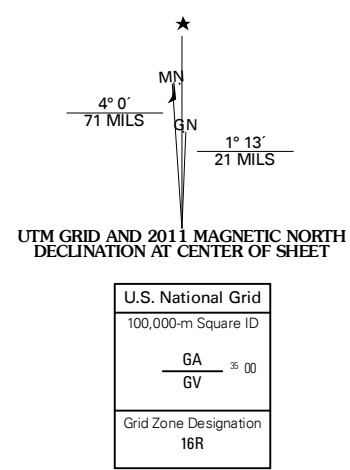 MN
4° 0´
71 MILS
GN
1° 13´
21 MILS
UTM GRID AND 2011 MAGNETIC NORTH
DECLINATION AT CENTER OF SHEET
U.S. National Grid
100,000-m Square ID
GA
35 00
GV
Grid Zone Designation
16R